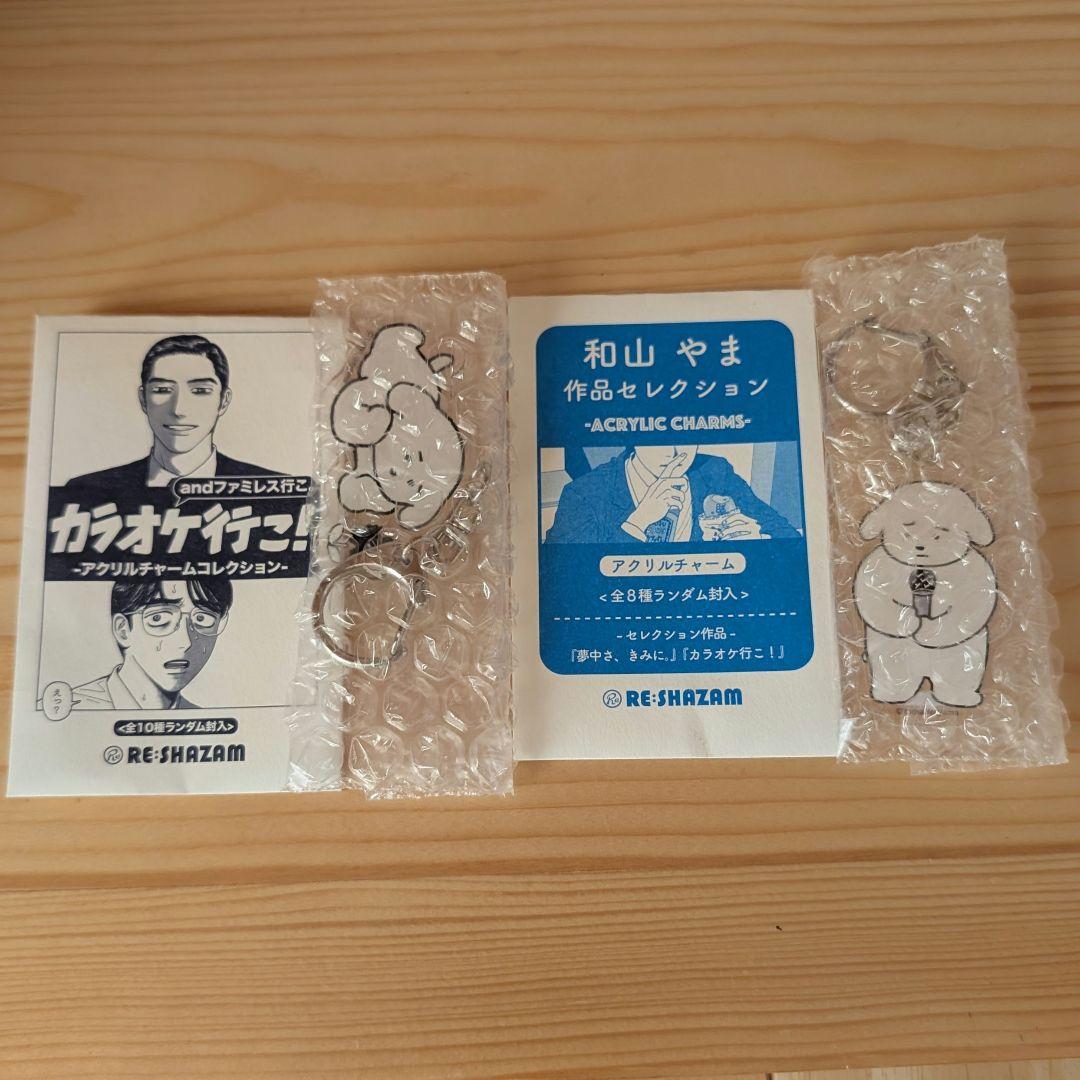 andファミレス行こ
カラオケ行こ!
-アクリルチャームコレクション-
えっ?
<全10種ランダム封入>
Re RE:SHAZAM
和山 やま
作品セレクション
-ACRYLIC CHARMS-
アクリルチャーム
<全8種ランダム封入>
-セレクション作品-
『夢中さ、きみに。』『カラオケ行こ!』
Re RE:SHAZAM